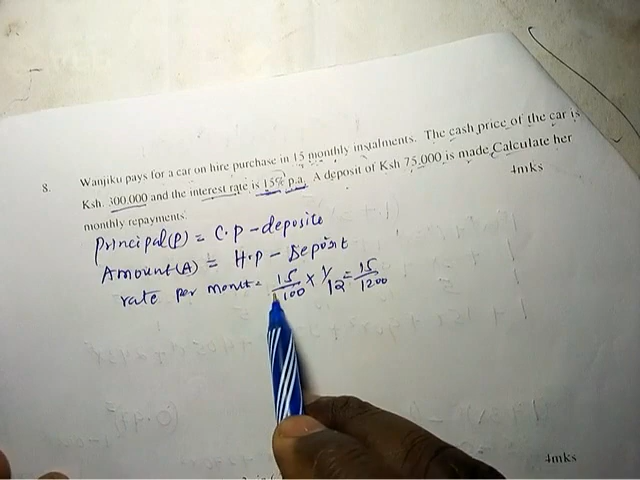 8. Wanjiku pays for a car on hire purchase in 15 monthly instalments. The cash price of the car is
Ksh. 300,000 and the interest rate is 15% p.a. A deposit of Ksh 75,000 is made Calculate her
monthly repayments.
4mks
Principal(P) = C.P - deposite
Amount(A) = H.P - Deposit
rate per mont = 15/100 × 1/12 = 15/1200
4mks